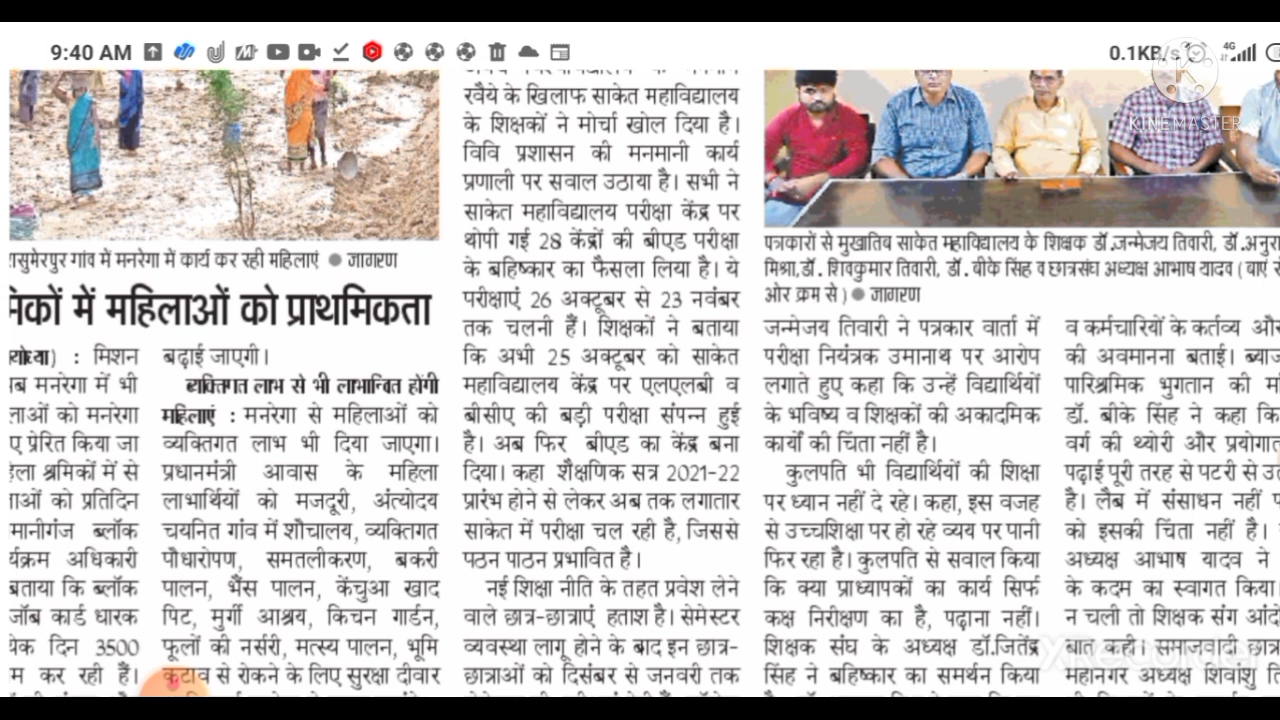 9:40 AM
0.1KB/s
4G
KINEMASTER
रासुमेरपुर गांव में मनरेगा में कार्य कर रही महिलाएं ● जागरण
मिकों में महिलाओं को प्राथमिकता
: मिशन
मनरेगा में भी
को मनरेगा
प्रेरित किया जा
श्रमिकों में से
को प्रतिदिन
ब्लॉक
अधिकारी
बताया कि ब्लॉक
जॉब कार्ड धारक
दिन 3500
कर रही हैं।
बढ़ाई जाएगी।
व्यक्तिगत लाभ से भी लाभान्वित होंगी
महिलाएं : मनरेगा से महिलाओं को
व्यक्तिगत लाभ भी दिया जाएगा।
प्रधानमंत्री आवास के महिला
लाभार्थियों को मजदूरी, अंत्योदय
चयनित गांव में शौचालय, व्यक्तिगत
पौधारोपण, समतलीकरण, बकरी
पालन, भैंस पालन, केंचुआ खाद
पिट, मुर्गी आश्रय, किचन गार्डन,
फूलों की नर्सरी, मत्स्य पालन, भूमि
कटाव से रोकने के लिए सुरक्षा दीवार
रवैये के खिलाफ साकेत महाविद्यालय
के शिक्षकों ने मोर्चा खोल दिया है।
विवि प्रशासन की मनमानी कार्य
प्रणाली पर सवाल उठाया है। सभी ने
साकेत महाविद्यालय परीक्षा केंद्र पर
थोपी गई 28 केंद्रों की बीएड परीक्षा
के बहिष्कार का फैसला लिया है। ये
परीक्षाएं 26 अक्टूबर से 23 नवंबर
तक चलनी हैं। शिक्षकों ने बताया
कि अभी 25 अक्टूबर को साकेत
महाविद्यालय केंद्र पर एलएलबी व
बीसीए की बड़ी परीक्षा संपन्न हुई
है। अब फिर बीएड का केंद्र बना
दिया। कहा शैक्षणिक सत्र 2021-22
प्रारंभ होने से लेकर अब तक लगातार
साकेत में परीक्षा चल रही है, जिससे
पठन पाठन प्रभावित है।
नई शिक्षा नीति के तहत प्रवेश लेने
वाले छात्र-छात्राएं हताश है। सेमेस्टर
व्यवस्था लागू होने के बाद इन छात्र-
छात्राओं को दिसंबर से जनवरी तक
पत्रकारों से मुखातिब साकेत महाविद्यालय के शिक्षक डॉ.जन्मेजय तिवारी, डॉ.अनुरा
मिश्रा,डॉ. शिवकुमार तिवारी, डॉ. बीके सिंह व छात्रसंघ अध्यक्ष आभाष यादव ( बाएं से
ओर क्रम से ) ● जागरण
जन्मेजय तिवारी ने पत्रकार वार्ता में
परीक्षा नियंत्रक उमानाथ पर आरोप
लगाते हुए कहा कि उन्हें विद्यार्थियों
के भविष्य व शिक्षकों की अकादमिक
कार्यों की चिंता नहीं है।
कुलपति भी विद्यार्थियों की शिक्षा
पर ध्यान नहीं दे रहे। कहा, इस वजह
से उच्चशिक्षा पर हो रहे व्यय पर पानी
फिर रहा है। कुलपति से सवाल किया
कि क्या प्राध्यापकों का कार्य सिर्फ
कक्ष निरीक्षण का है, पढ़ाना नहीं।
शिक्षक संघ के अध्यक्ष डॉ.जितेंद्र
सिंह ने बहिष्कार का समर्थन किया
व कर्मचारियों के कर्तव्य और
की अवमानना बताई।
पारिश्रमिक भुगतान की
डॉ. बीके सिंह ने कहा कि
वर्ग की थ्योरी और
पढ़ाई पूरी तरह से पटरी से
है। लैब में संसाधन नहीं
को इसकी चिंता नहीं है।
अध्यक्ष आभाष यादव ने
के कदम का स्वागत किया
न चली तो शिक्षक संग
बात कही। समाजवादी छात्र
महानगर अध्यक्ष शिवांशु
XRecorder